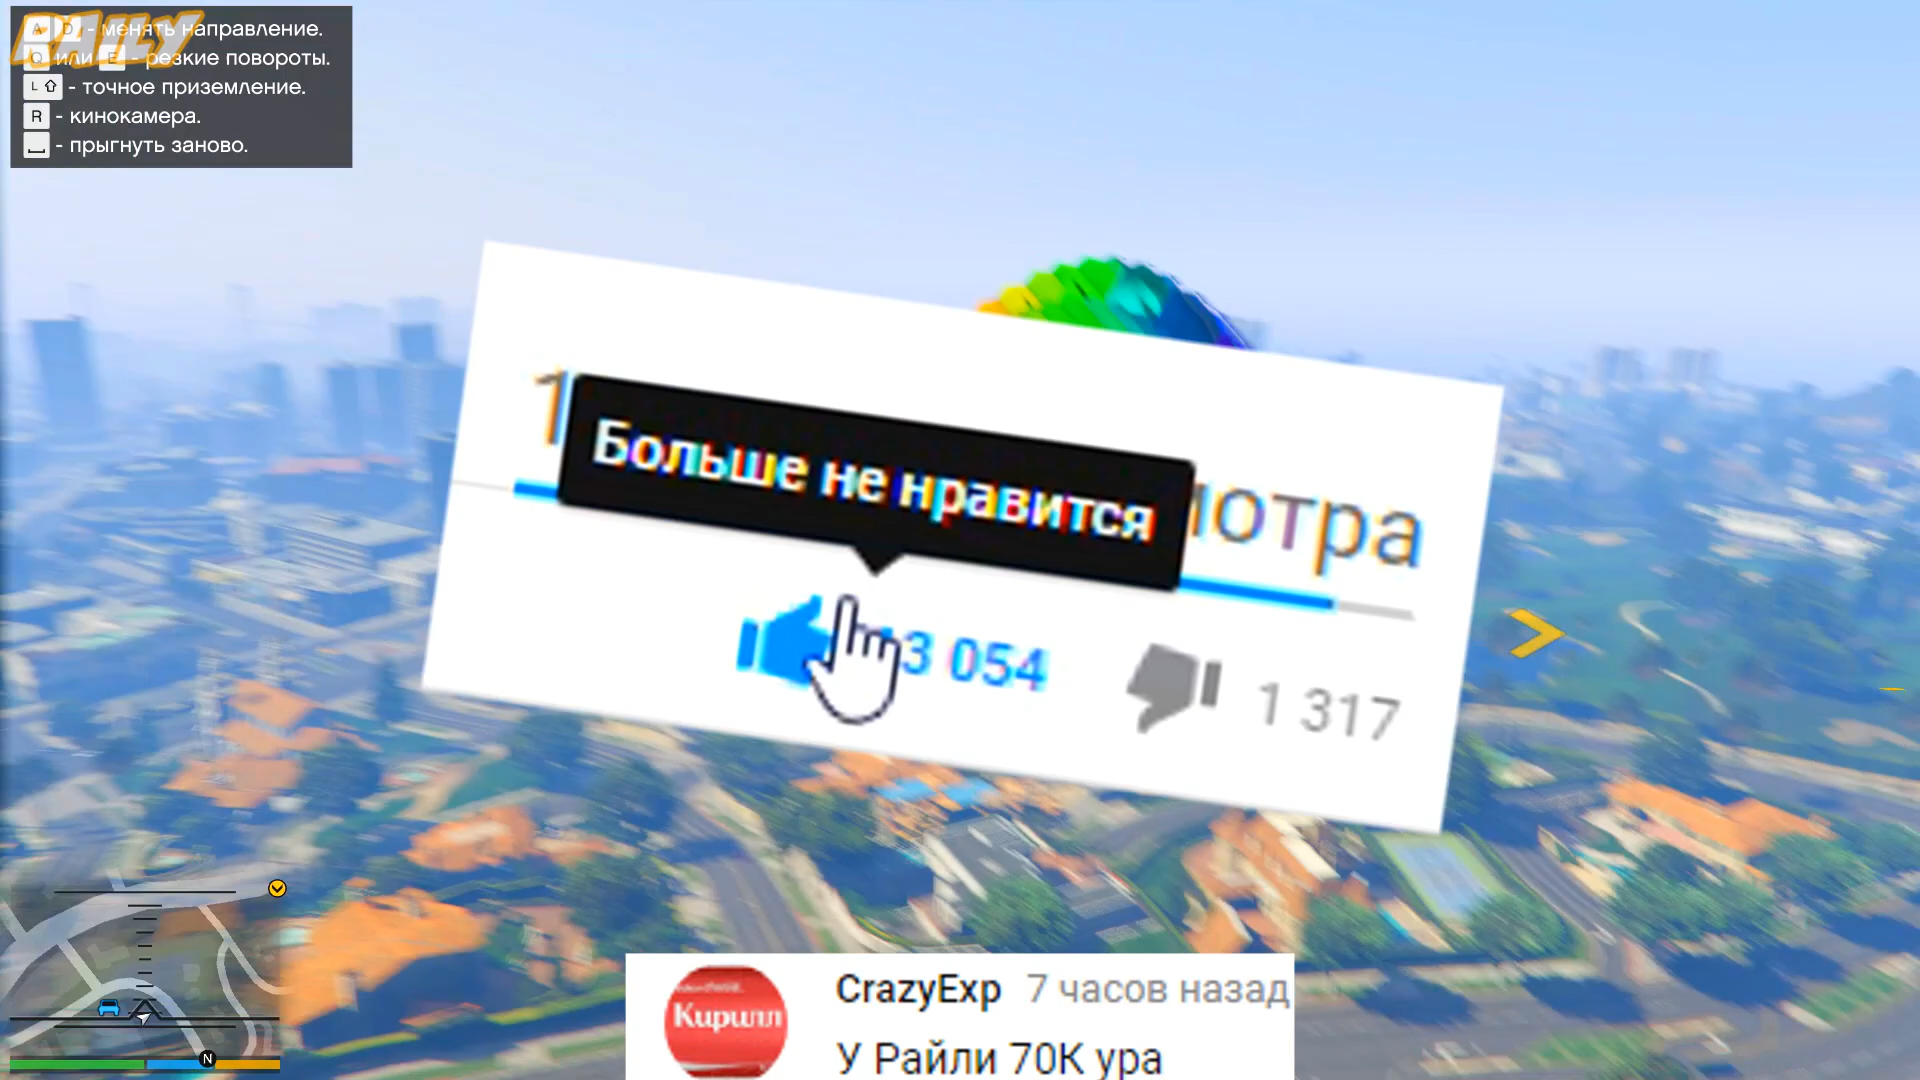 RAILY
A D - менять направление.
Q или E - резкие повороты.
L ⇧ - точное приземление.
R - кинокамера.
⎵ - прыгнуть заново.
Больше не нравится
3 054
1 317
N
Кирилл
CrazyExp 7 часов назад
У Райли 70К ура